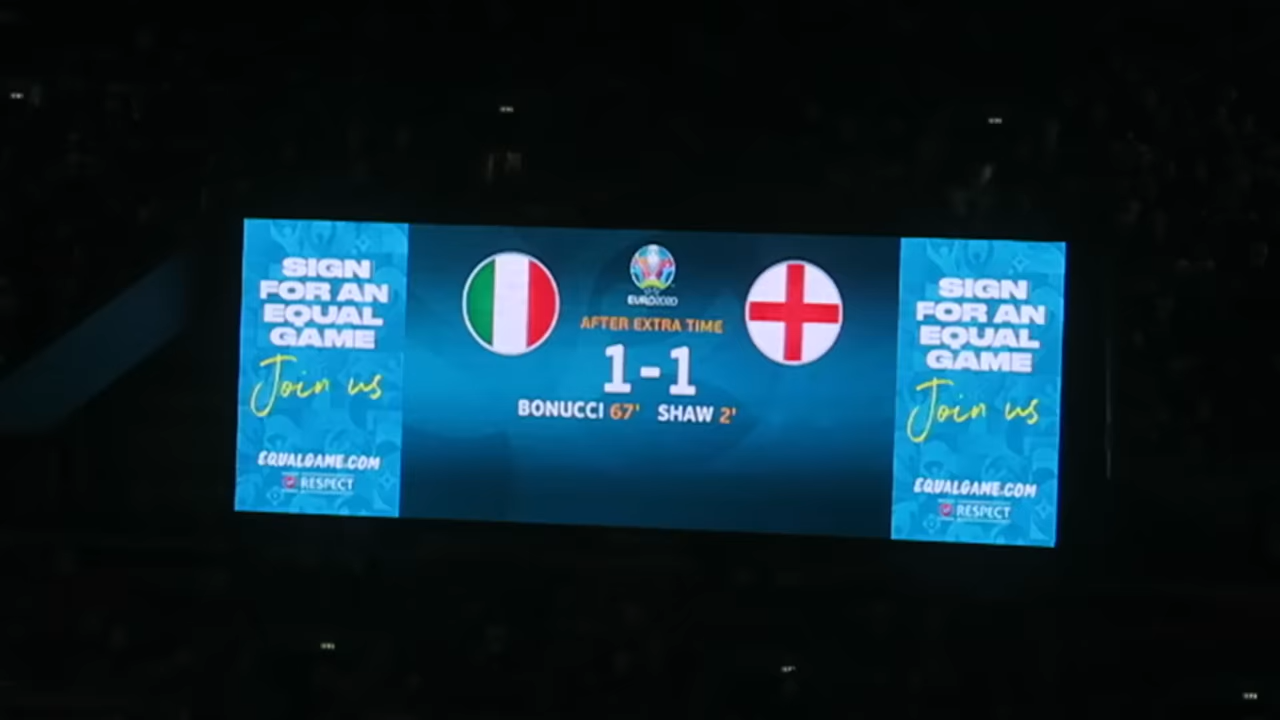 SIGN
FOR AN
EQUAL
GAME
Join us
EQUALGAME.COM
RESPECT
EURO2020
AFTER EXTRA TIME
1-1
BONUCCI 67' SHAW 2'
SIGN
FOR AN
EQUAL
GAME
Join us
EQUALGAME.COM
RESPECT